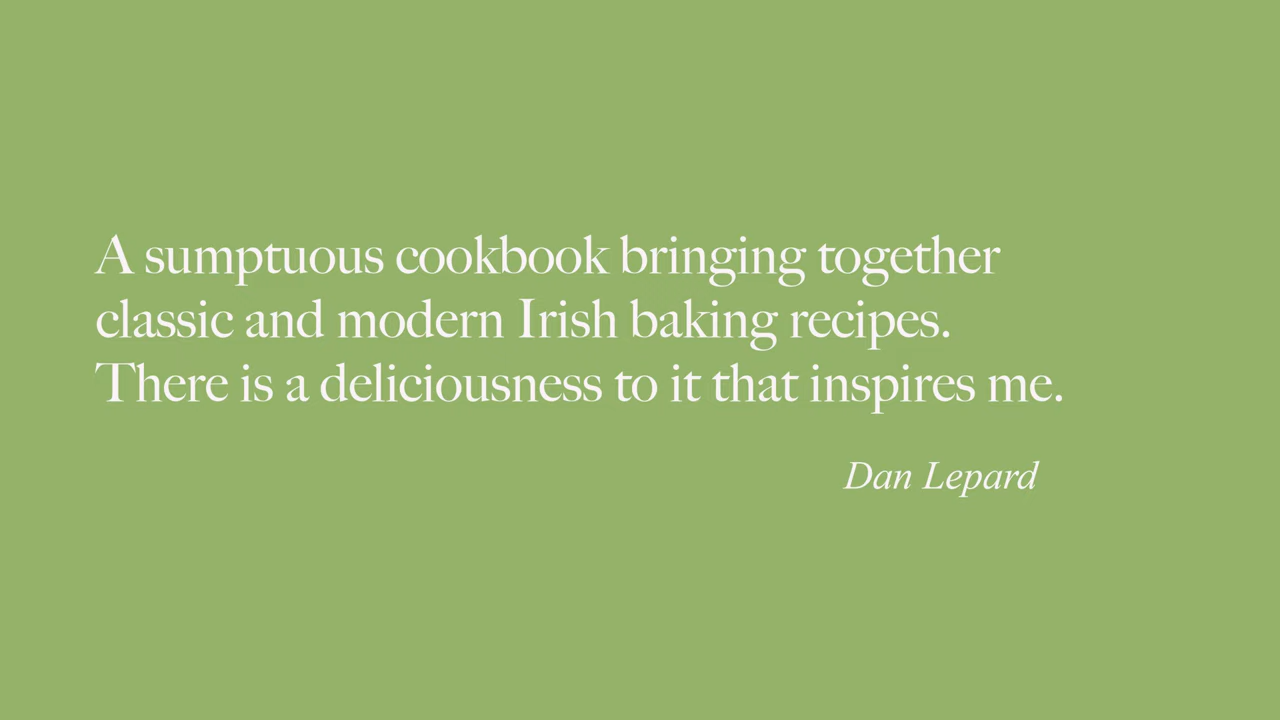 A sumptuous cookbook bringing together
classic and modern Irish baking recipes.
There is a deliciousness to it that inspires me.
Dan Lepard